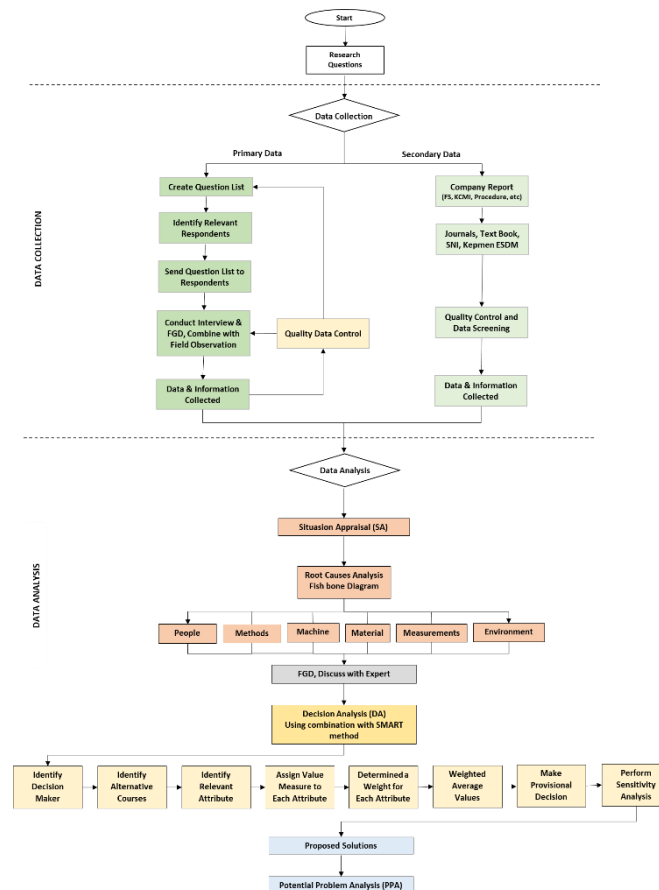 Start
Research
Questions
Data Collection
Primary Data
Secondary Data
DATA COLLECTION
Create Question List
Identify Relevant
Respondents
Send Question List to
Respondents
Conduct Interview &
FGD, Combine with
Field Observation
Quality Data Control
Data & Information
Collected
Company Report
(FS, KCMI, Procedure, etc)
Journals, Text Book,
SNI, Kepmen ESDM
Quality Control and
Data Screening
Data & Information
Collected
Data Analysis
DATA ANALYSIS
Situasion Appraisal (SA)
Root Causes Analysis
Fish bone Diagram
People
Methods
Machine
Material
Measurements
Environment
FGD, Discuss with Expert
Decision Analysis (DA)
Using combination with SMART
method
Identify
Decision
Maker
Identify
Alternative
Courses
Identify
Relevant
Attribute
Assign Value
Measure to
Each Attribute
Determined a
Weight for
Each Attribute
Weighted
Average
Values
Make
Provisional
Decision
Perform
Sensitivity
Analysis
Proposed Solutions
Potential Problem Analysis (PPA)